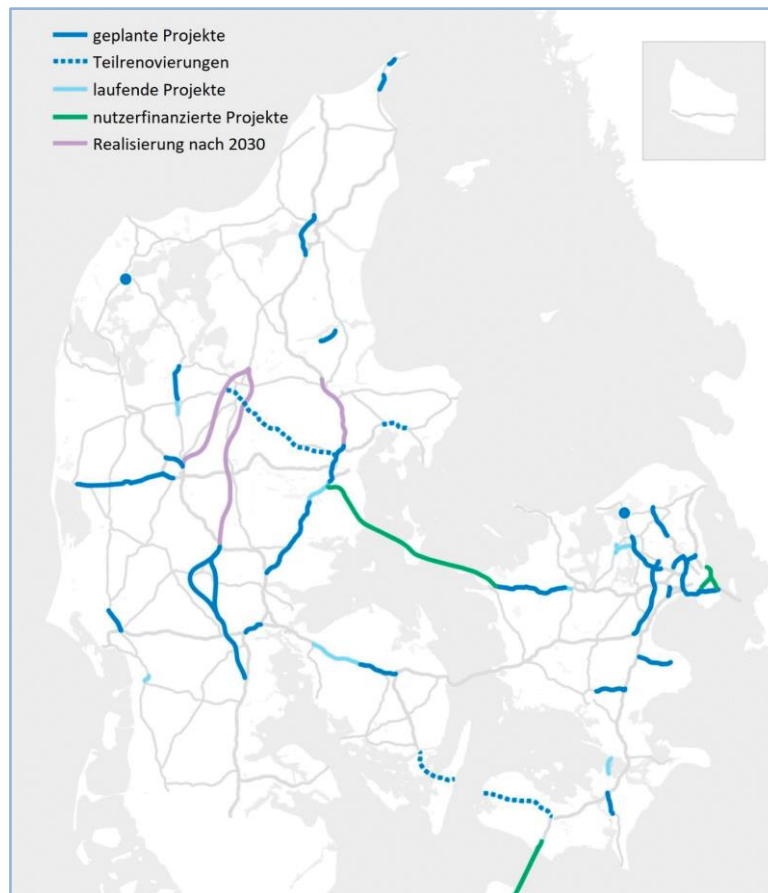 geplante Projekte
Teilrenovierungen
laufende Projekte
nutzerfinanzierte Projekte
Realisierung nach 2030